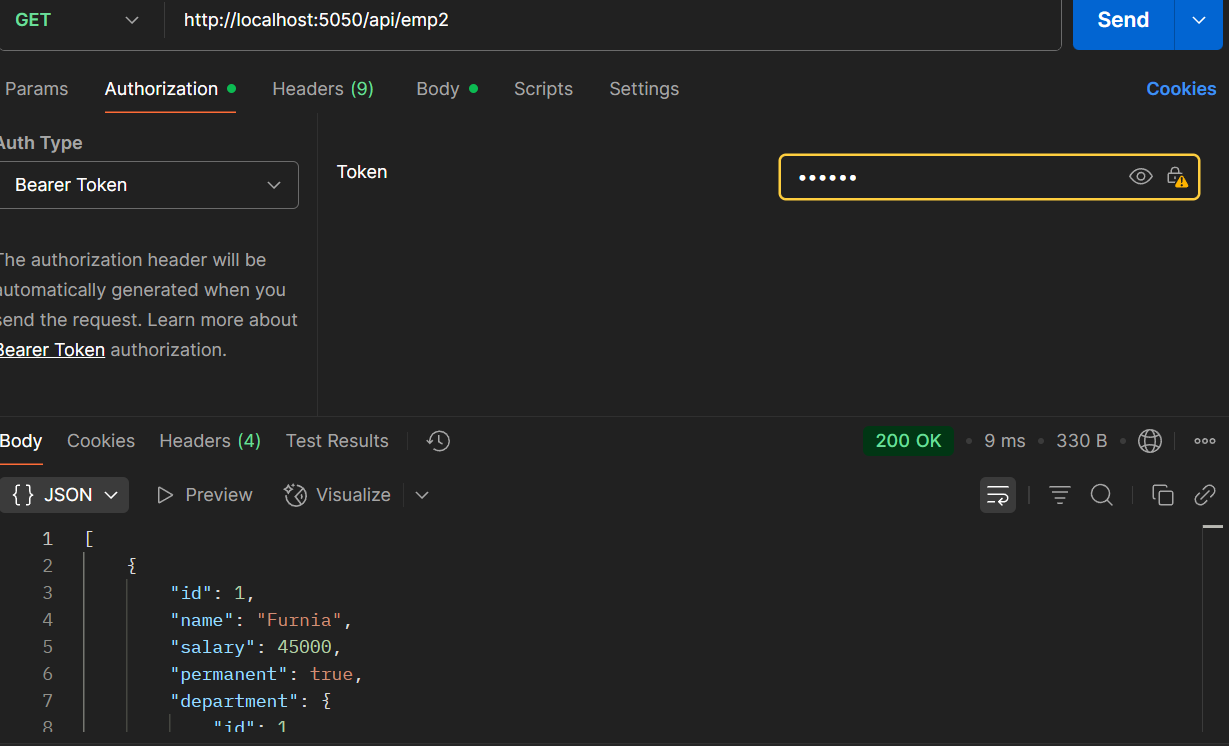 GET http://localhost:5050/api/emp2 Send
Params Authorization Headers (9) Body Scripts Settings Cookies
Auth Type
Bearer Token
Token
••••••
The authorization header will be
automatically generated when you
send the request. Learn more about
Bearer Token authorization.
Body Cookies Headers (4) Test Results 200 OK • 9 ms • 330 B •
{} JSON Preview Visualize
1 [
2 {
3 "id": 1,
4 "name": "Furnia",
5 "salary": 45000,
6 "permanent": true,
7 "department": {
8 "id": 1